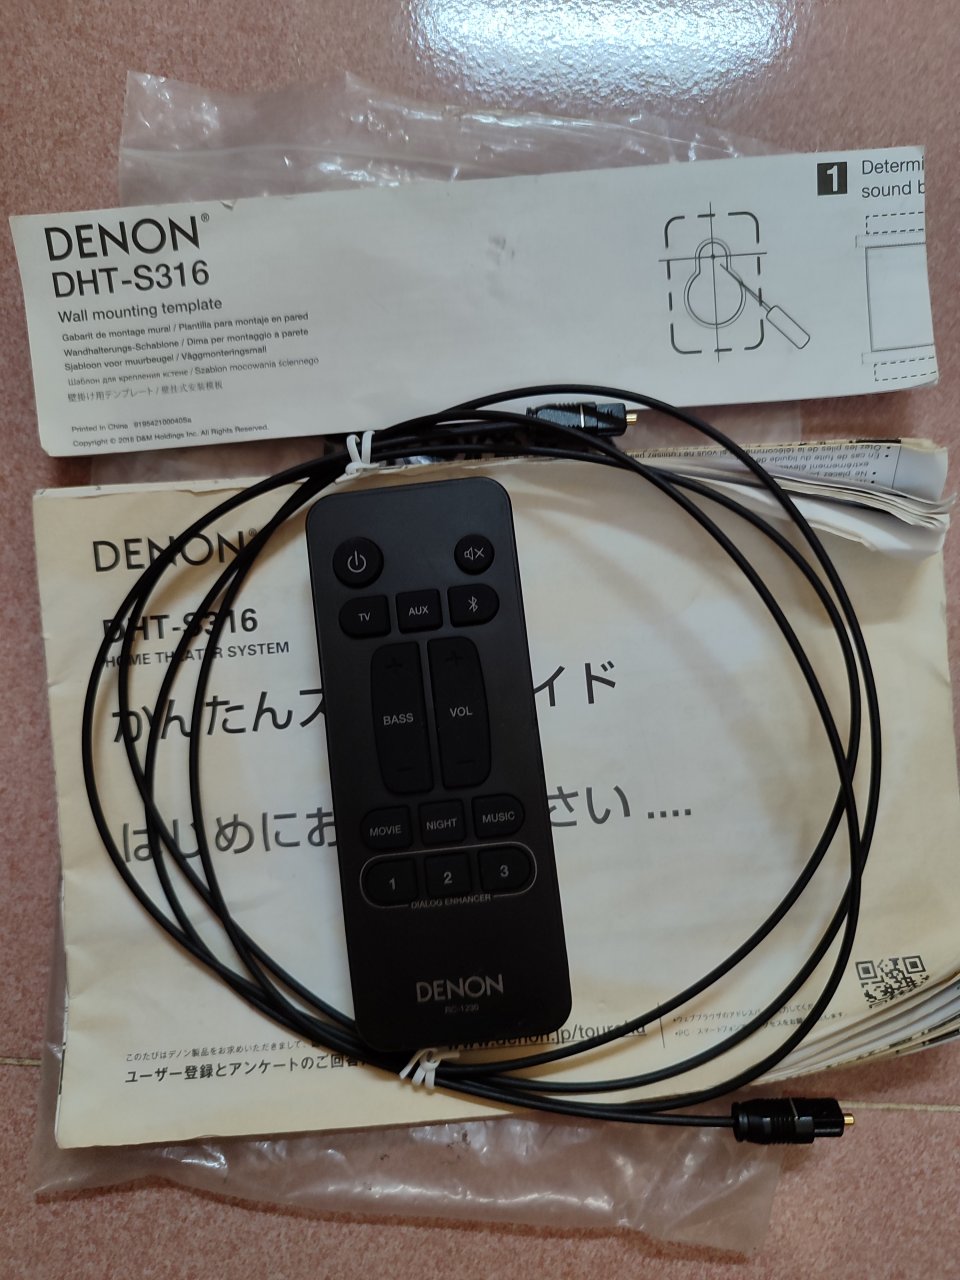 DENON®
DHT-S316
Wall mounting template
Gabarit de montage mural / Plantilla para montaje en pared
Wandhalterungs-Schablone / Dima per montaggio a parete
Sjabloon voor muurbeugel / Väggmonteringsmall
Шаблон для крепления к стене / Szablon mocowania ściennego
壁掛け用テンプレート / 壁挂式安装模板
Printed in China
Copyright © 2018 D&M Holdings Inc. All Rights Reserved.
1 Determi
sound b
DENON®
DHT-S316
HOME THEATER SYSTEM
かんたんス イド
はじめにお さい ....
このたびはデノン製品をお求めいただきまして、
ユーザー登録とアンケートのご回答
www.denon.jp/
TV AUX
BASS VOL
+ +
- -
MOVIE NIGHT MUSIC
1 2 3
DIALOG ENHANCER
DENON
RC-1230